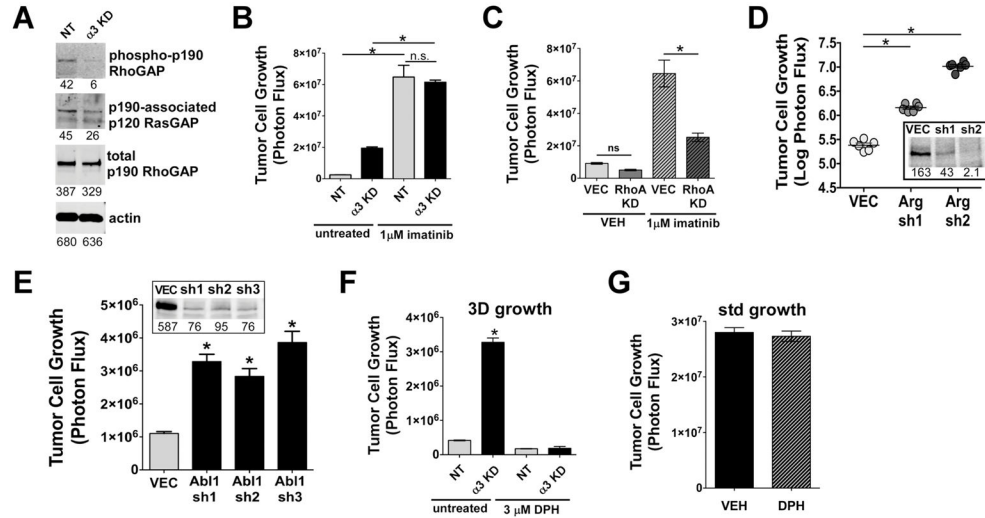 A
NT
α3 KD
phospho-p190
RhoGAP
42 6
p190-associated
p120 RasGAP
45 26
total
p190 RhoGAP
387 329
actin
680 636
B
Tumor Cell Growth
(Photon Flux)
8×10⁷
6×10⁷
4×10⁷
2×10⁷
0
*
*
n.s.
NT
α3 KD
NT
α3 KD
untreated
1μM imatinib
C
Tumor Cell Growth
(Photon Flux)
8×10⁷
6×10⁷
4×10⁷
2×10⁷
0
ns
*
VEC RhoA VEC RhoA
KD KD
VEH
1μM imatinib
D
Tumor Cell Growth
(Log Photon Flux)
7.5
7.0
6.5
6.0
5.5
5.0
4.5
*
*
VEC sh1 sh2
163 43 2.1
VEC Arg Arg
sh1 sh2
E
Tumor Cell Growth
(Photon Flux)
5×10⁶
4×10⁶
3×10⁶
2×10⁶
1×10⁶
0
VEC sh1 sh2 sh3
587 76 95 76
*
*
*
VEC Abl1 Abl1 Abl1
sh1 sh2 sh3
F
3D growth
Tumor Cell Growth
(Photon Flux)
4×10⁶
3×10⁶
2×10⁶
1×10⁶
0
*
NT
α3 KD
NT
α3 KD
untreated
3 μM DPH
G
std growth
Tumor Cell Growth
(Photon Flux)
3×10⁷
2×10⁷
1×10⁷
0
VEH DPH